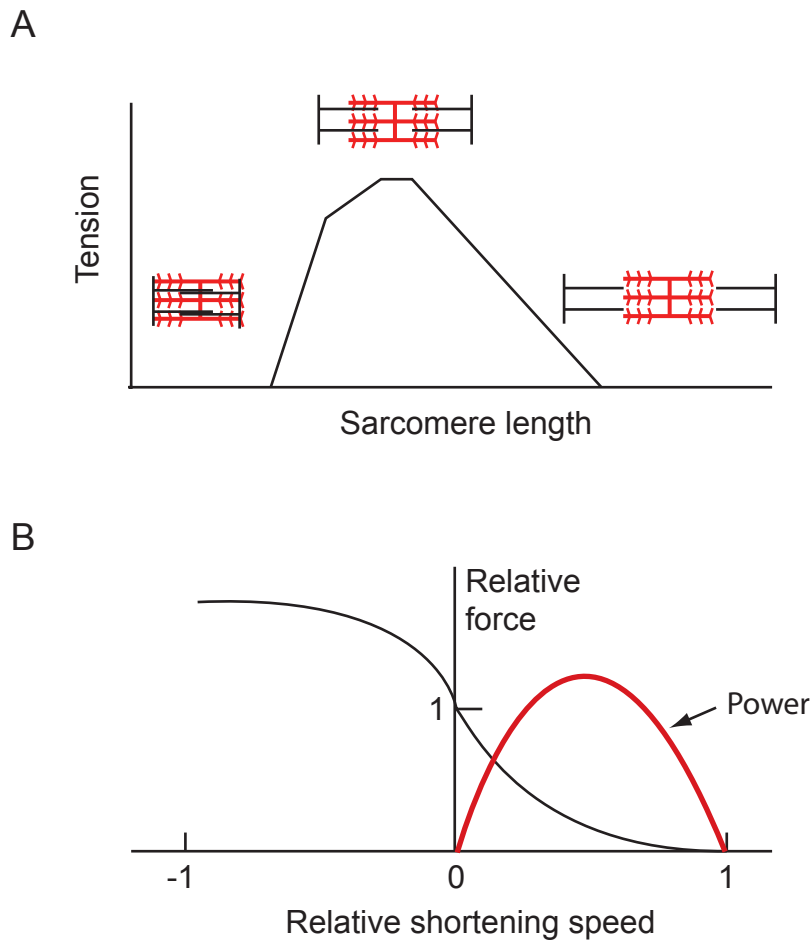 A
Tension
Sarcomere length
B
Relative
force
1
Power
-1
0
1
Relative shortening speed